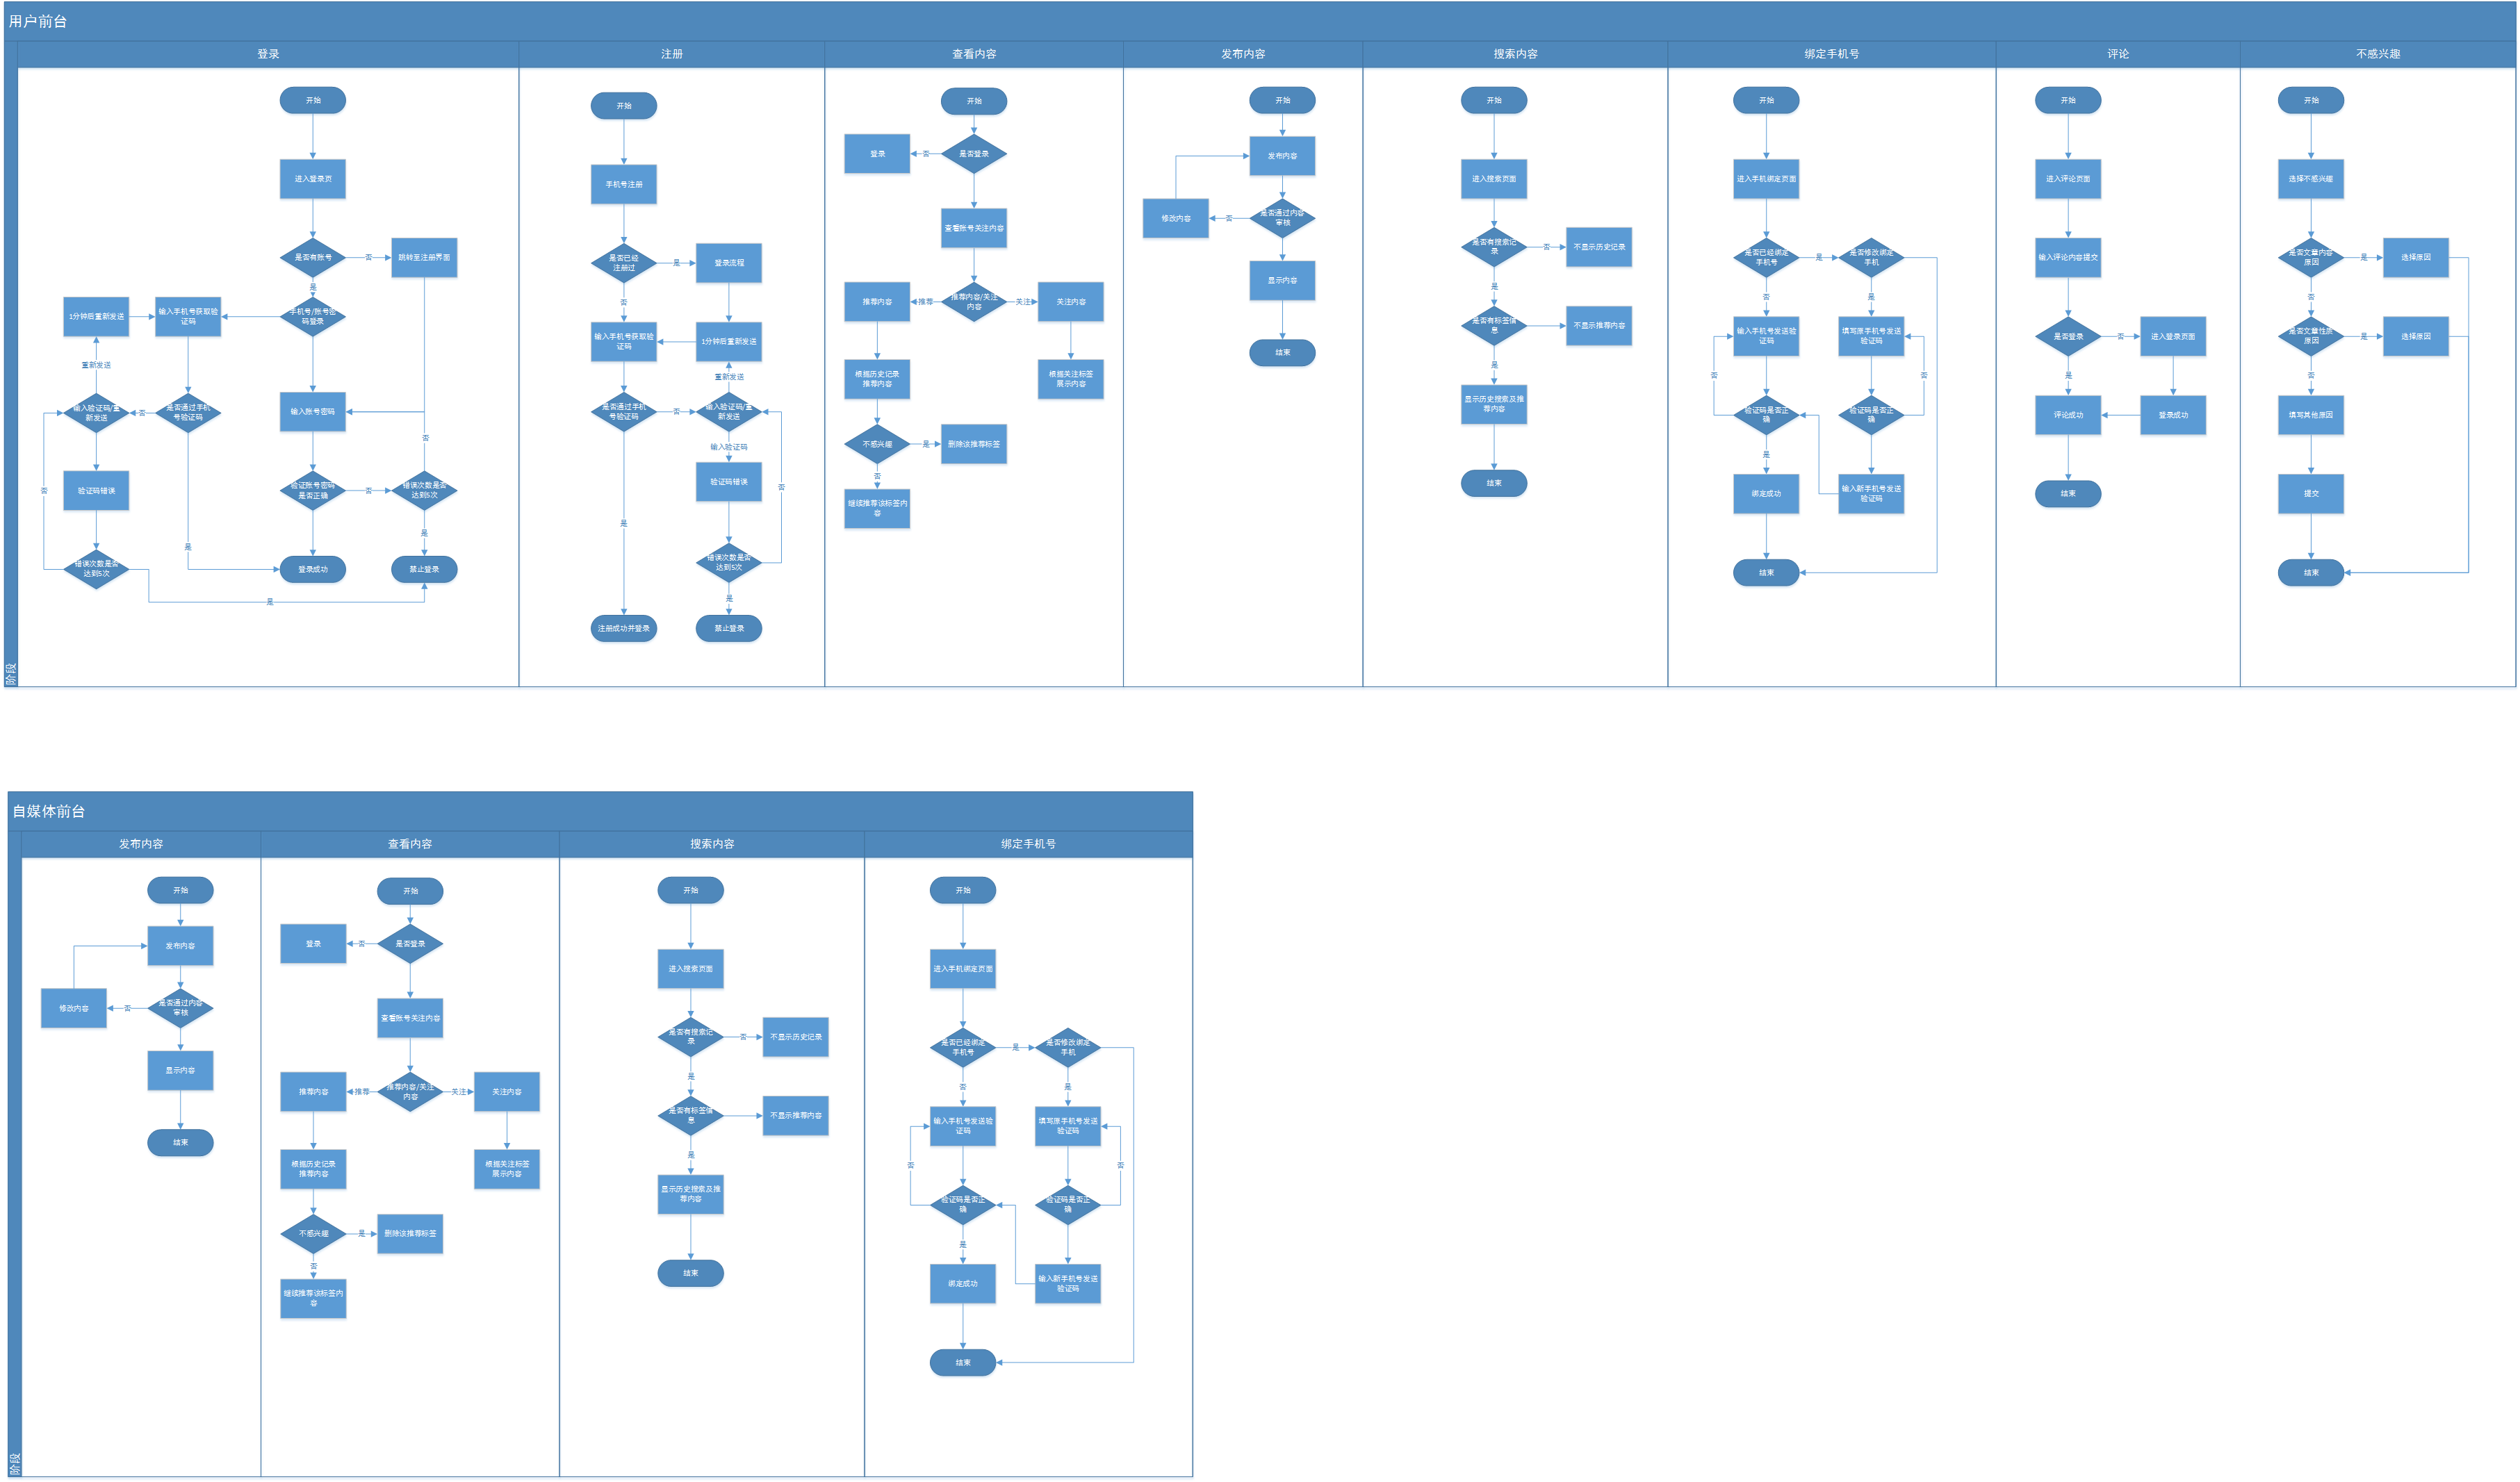 用户前台
登录
注册
查看内容
发布内容
搜索内容
绑定手机号
评论
不感兴趣
阶段
开始
进入登录页
是否有账号
否
跳转至注册界面
是
手机号/账号密
码登录
输入手机号获取验
证码
1分钟后重新发送
重新发送
输入验证码/重
新发送
否
是否通过手机
号验证码
输入账号密码
否
验证码错误
否
验证账号密码
是否正确
否
错误次数是否
达到5次
是
是
错误次数是否
达到5次
登录成功
禁止登录
是
开始
手机号注册
是否已经
注册过
是
登录流程
否
输入手机号获取验
证码
1分钟后重新发送
重新发送
是否通过手机
号验证码
否
输入验证码/重
新发送
输入验证码
验证码错误
否
是
错误次数是否
达到5次
是
注册成功并登录
禁止登录
开始
登录
否
是否登录
查看账号关注内容
推荐内容
推荐
推荐内容/关注
内容
关注
关注内容
根据历史记录
推荐内容
根据关注标签
展示内容
不感兴趣
是
删除该推荐标签
否
继续推荐该标签内
容
开始
发布内容
修改内容
否
是否通过内容
审核
显示内容
结束
开始
进入搜索页面
是否有搜索记
录
否
不显示历史记录
是
是否有标签信
息
不显示推荐内容
是
显示历史搜索及推
荐内容
结束
开始
进入手机绑定页面
是否已经绑定
手机号
是
是否修改绑定
手机
否
是
输入手机号发送验
证码
填写原手机号发送
验证码
否
否
验证码是否正
确
验证码是否正
确
是
绑定成功
输入新手机号发送
验证码
结束
开始
进入评论页面
输入评论内容提交
是否登录
否
进入登录页面
是
评论成功
登录成功
结束
开始
选择不感兴趣
是否文章内容
原因
是
选择原因
否
是否文章性质
原因
是
选择原因
否
填写其他原因
提交
结束
自媒体前台
发布内容
查看内容
搜索内容
绑定手机号
阶段
开始
发布内容
修改内容
否
是否通过内容
审核
显示内容
结束
开始
登录
否
是否登录
查看账号关注内容
推荐内容
推荐
推荐内容/关注
内容
关注
关注内容
根据历史记录
推荐内容
根据关注标签
展示内容
不感兴趣
是
删除该推荐标签
否
继续推荐该标签内
容
开始
进入搜索页面
是否有搜索记
录
否
不显示历史记录
是
是否有标签信
息
不显示推荐内容
是
显示历史搜索及推
荐内容
结束
开始
进入手机绑定页面
是否已经绑定
手机号
是
是否修改绑定
手机
否
是
输入手机号发送验
证码
填写原手机号发送
验证码
否
否
验证码是否正
确
验证码是否正
确
是
绑定成功
输入新手机号发送
验证码
结束